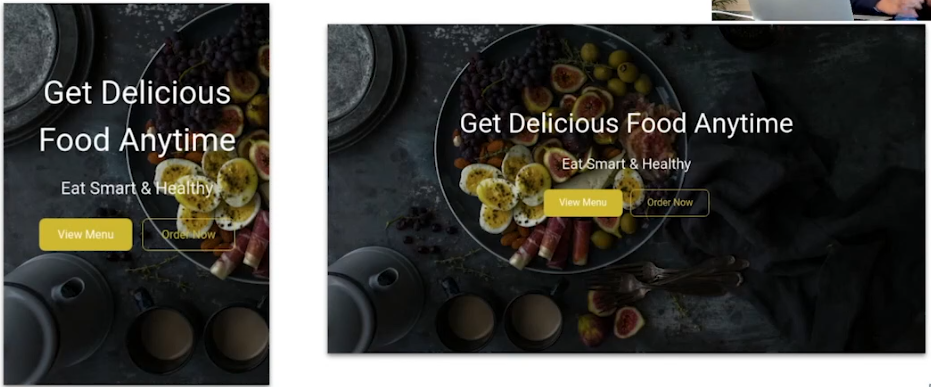 Get Delicious
Food Anytime
Eat Smart & Healthy
View Menu
Order Now
Get Delicious Food Anytime
Eat Smart & Healthy
View Menu
Order Now